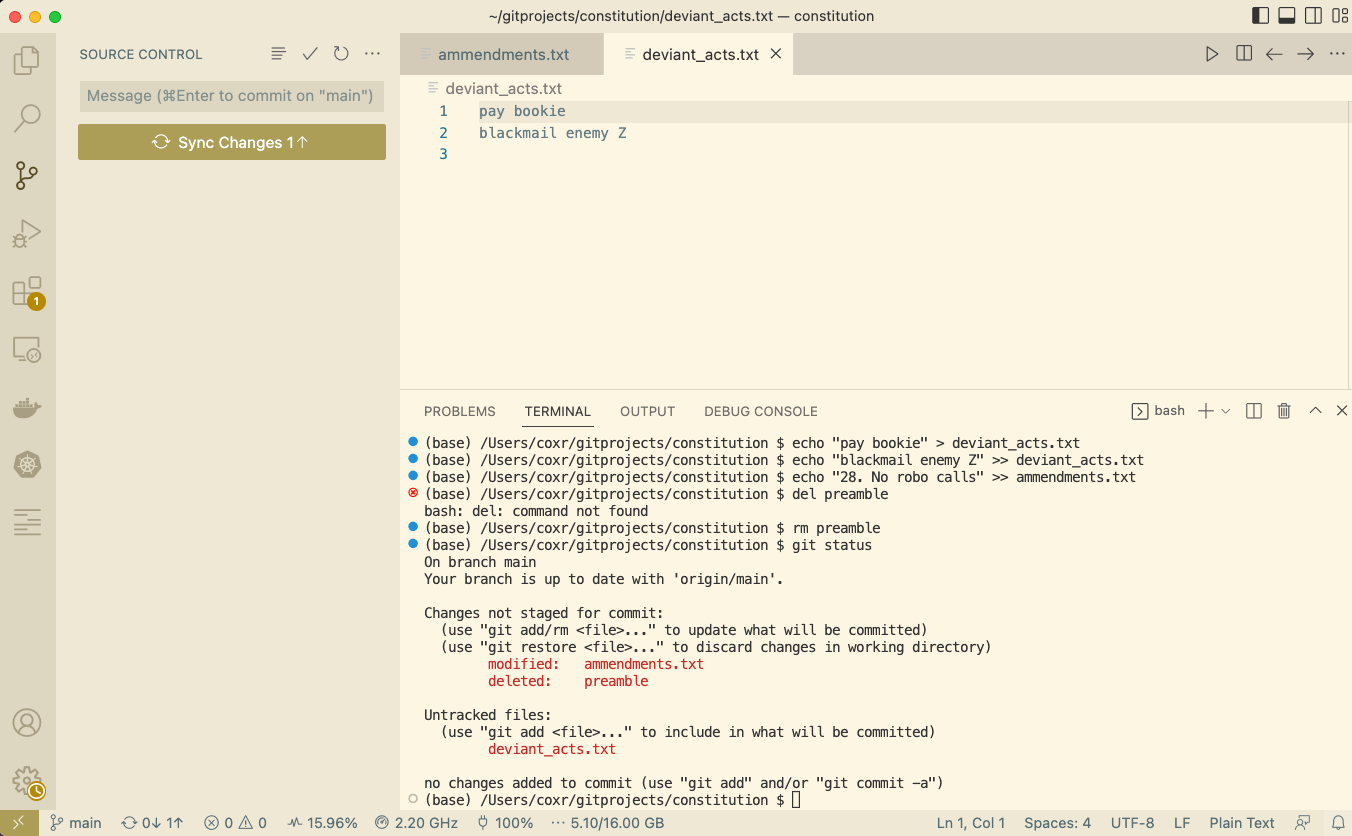 ~/gitprojects/constitution/deviant_acts.txt — constitution
SOURCE CONTROL
ammendments.txt
deviant_acts.txt
Message (⌘Enter to commit on "main")
Sync Changes 1↑
deviant_acts.txt
1 pay bookie
2 blackmail enemy Z
3
1
PROBLEMS TERMINAL OUTPUT DEBUG CONSOLE
bash
(base) /Users/coxr/gitprojects/constitution $ echo "pay bookie" > deviant_acts.txt
(base) /Users/coxr/gitprojects/constitution $ echo "blackmail enemy Z" >> deviant_acts.txt
(base) /Users/coxr/gitprojects/constitution $ echo "28. No robo calls" >> ammendments.txt
(base) /Users/coxr/gitprojects/constitution $ del preamble
bash: del: command not found
(base) /Users/coxr/gitprojects/constitution $ rm preamble
(base) /Users/coxr/gitprojects/constitution $ git status
On branch main
Your branch is up to date with 'origin/main'.
Changes not staged for commit:
(use "git add/rm <file>..." to update what will be committed)
(use "git restore <file>..." to discard changes in working directory)
modified: ammendments.txt
deleted: preamble
Untracked files:
(use "git add <file>..." to include in what will be committed)
deviant_acts.txt
no changes added to commit (use "git add" and/or "git commit -a")
(base) /Users/coxr/gitprojects/constitution $
main 0↓ 1↑ 0 0 15.96% 2.20 GHz 100% ··· 5.10/16.00 GB Ln 1, Col 1 Spaces: 4 UTF-8 LF Plain Text